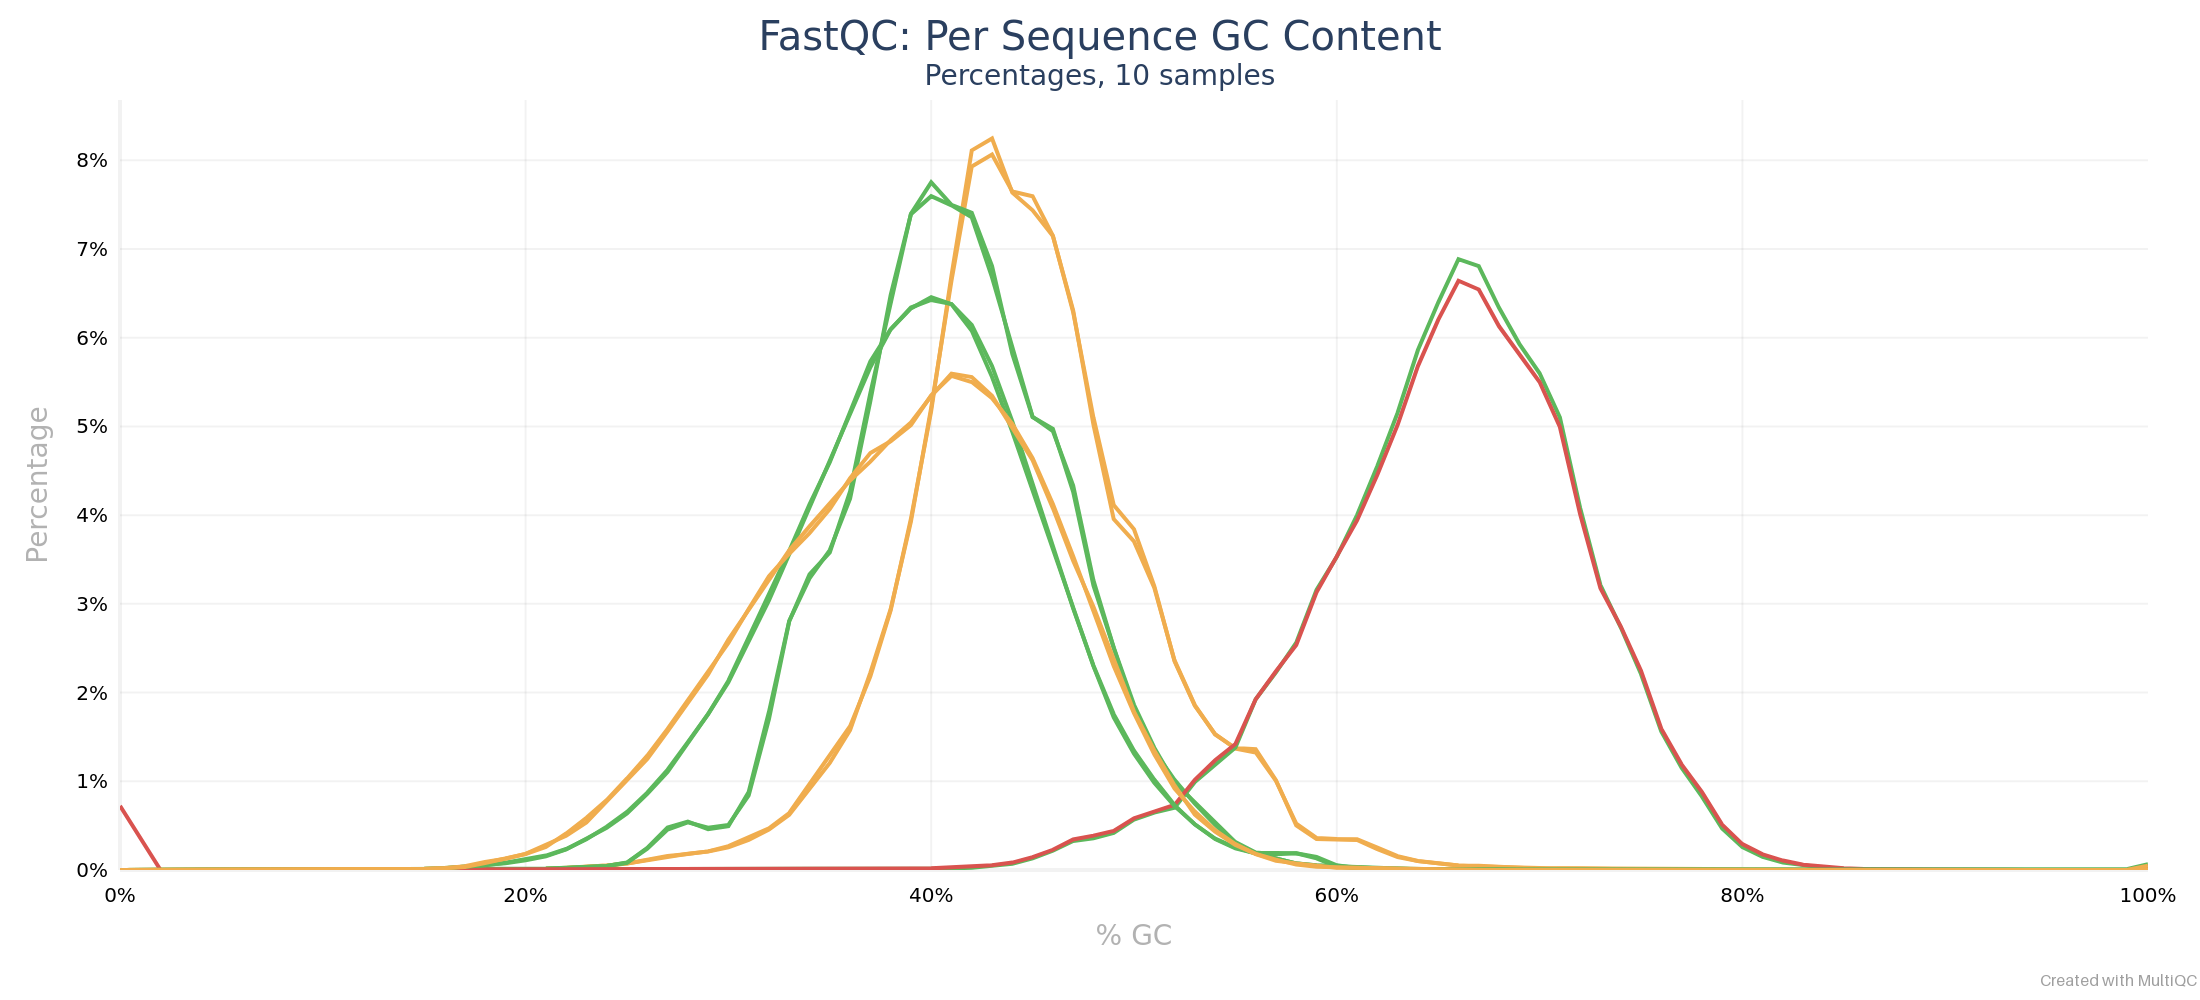 FastQC: Per Sequence GC Content
Percentages, 10 samples
Percentage
8%
7%
6%
5%
4%
3%
2%
1%
0%
0% 20% 40% 60% 80% 100%
% GC
Created with MultiQC